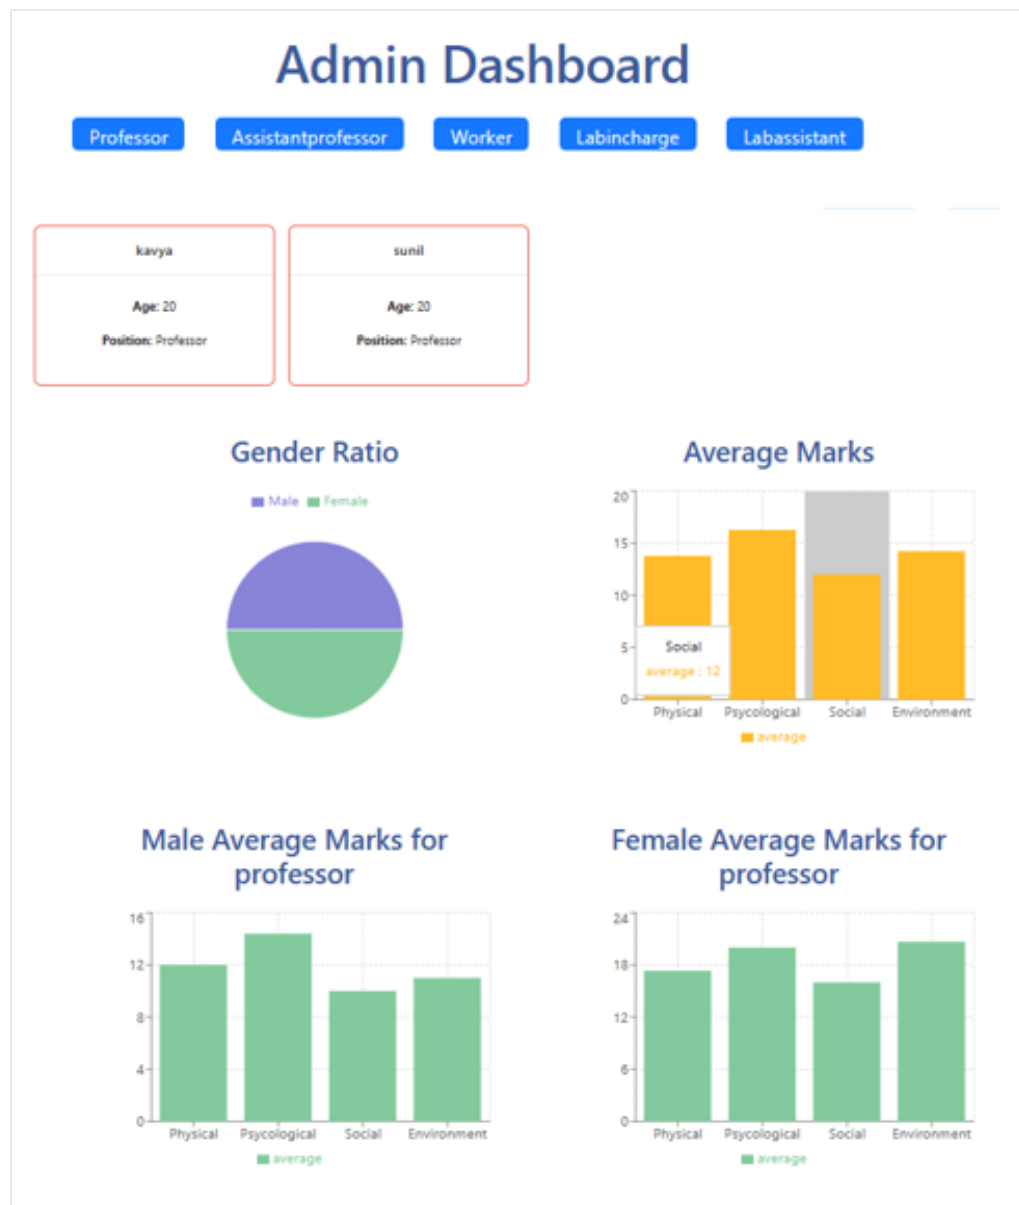 Admin Dashboard
Professor Assistantprofessor Worker Labincharge Labassistant
kavya
Age: 20
Position: Professor
sunil
Age: 20
Position: Professor
Gender Ratio
Male Female
Average Marks
20
15
10
5
0
Social
average : 12
Physical Psycological Social Environment
average
Male Average Marks for
professor
16
12
8
4
0
Physical Psycological Social Environment
average
Female Average Marks for
professor
24
18
12
6
0
Physical Psycological Social Environment
average